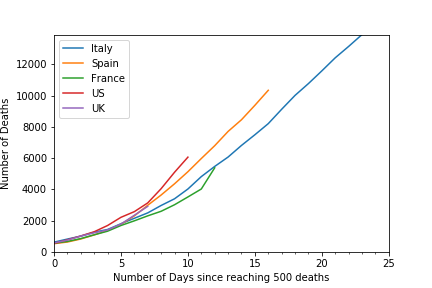 Italy
Spain
France
US
UK
12000
10000
8000
6000
4000
2000
0
Number of Deaths
0 5 10 15 20 25
Number of Days since reaching 500 deaths